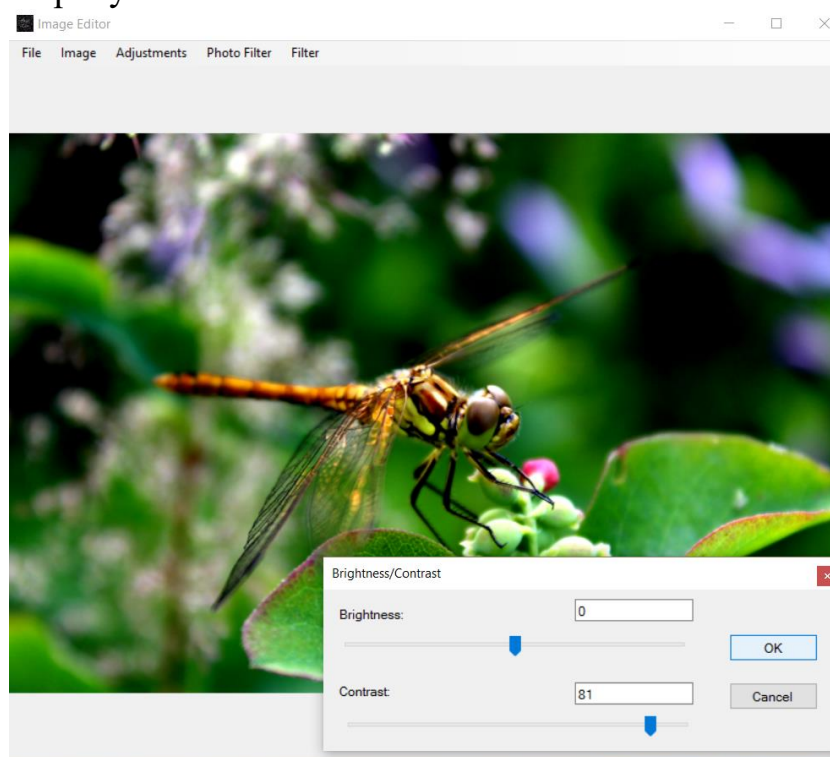 Image Editor
File Image Adjustments Photo Filter Filter
Brightness/Contrast
Brightness: 0
OK
Contrast: 81
Cancel